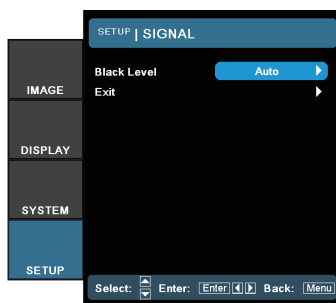 SETUP | SIGNAL
Black Level Auto
Exit
IMAGE
DISPLAY
SYSTEM
SETUP
Select: Enter: Enter Back: Menu